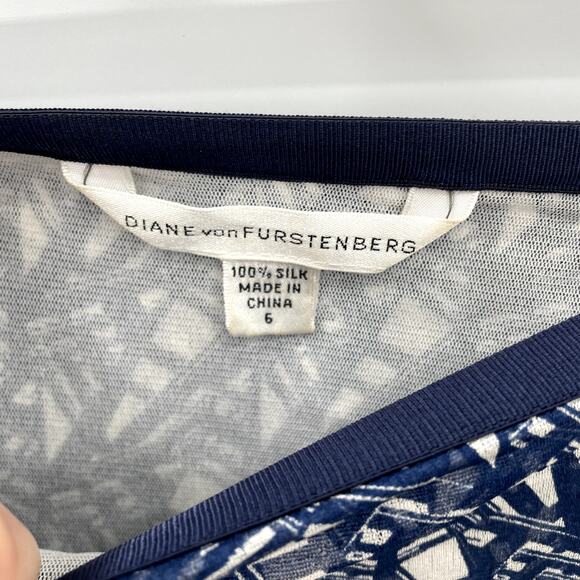 DIANE von FURSTENBERG
100% SILK
MADE IN
CHINA
6